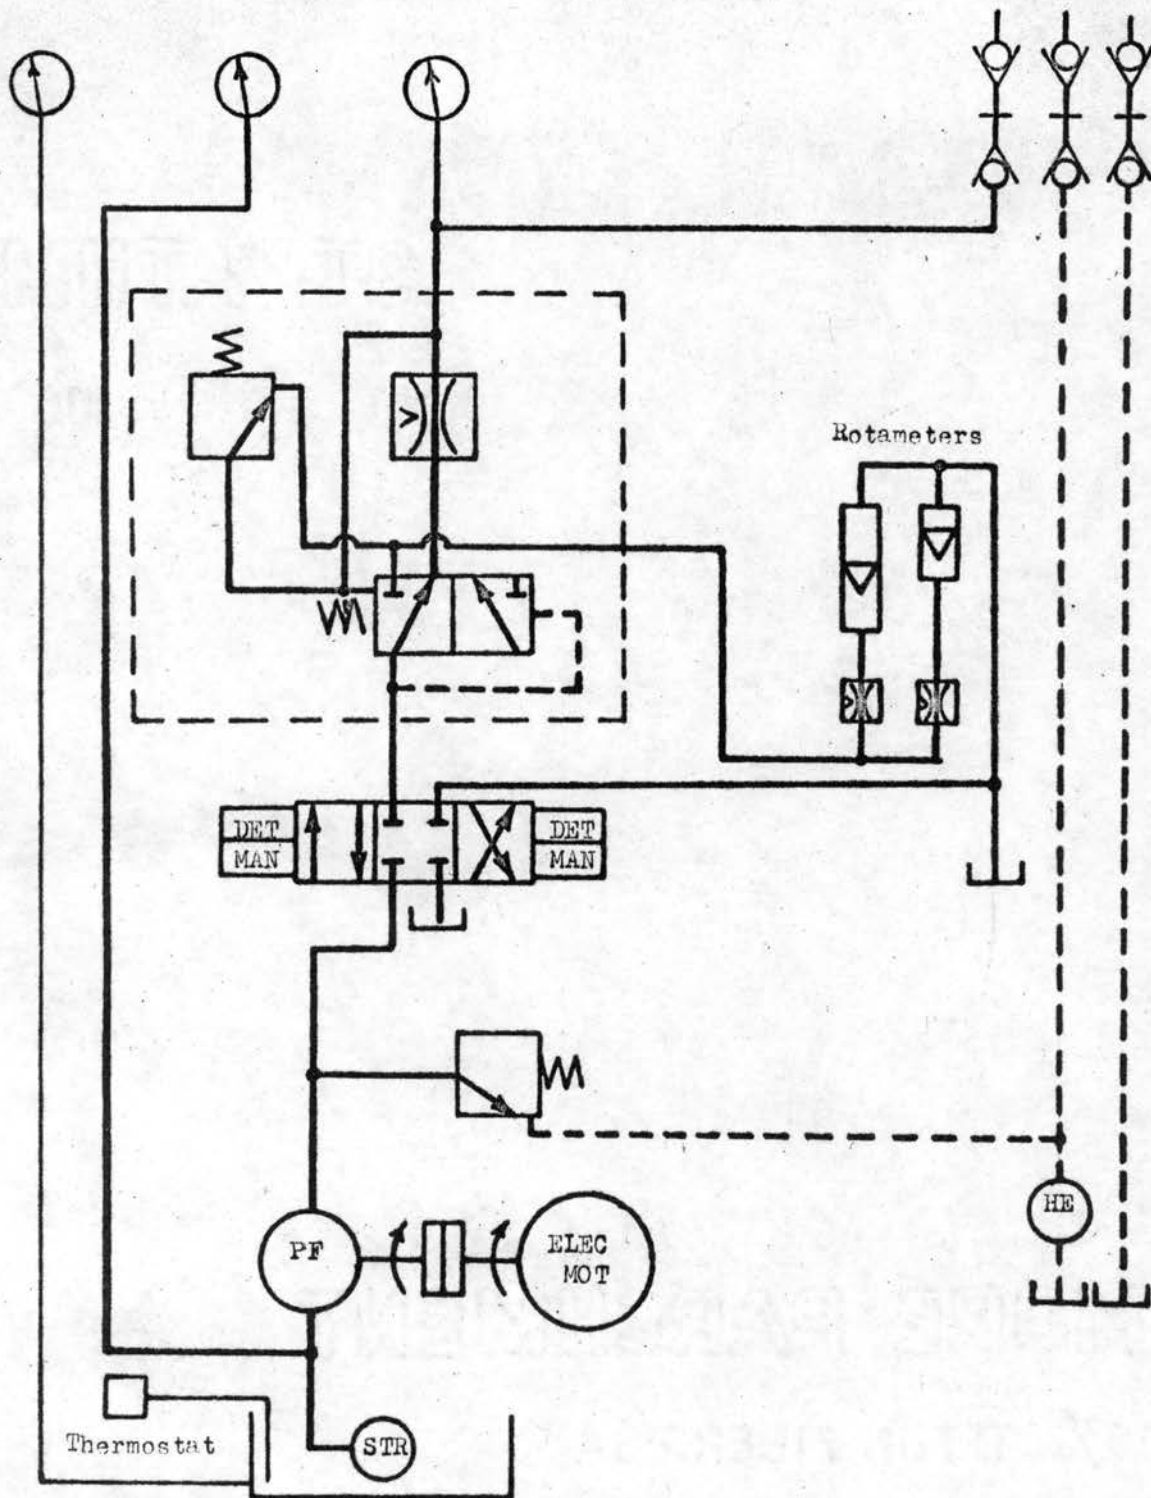 Rotameters
DET
MAN
DET
MAN
PF
ELEC
MOT
HE
Thermostat
STR